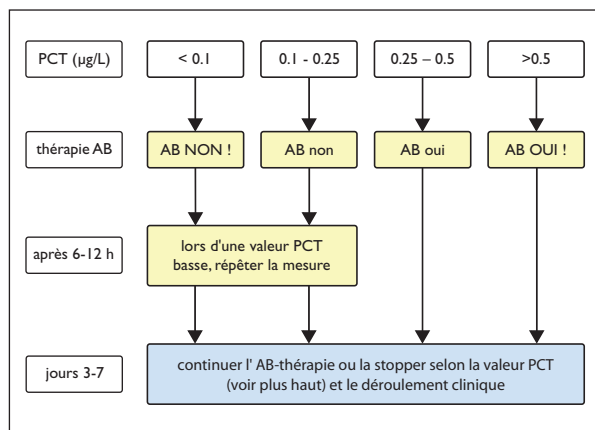 PCT (µg/L)
< 0.1
0.1 - 0.25
0.25 – 0.5
>0.5
thérapie AB
AB NON !
AB non
AB oui
AB OUI !
après 6-12 h
lors d'une valeur PCT
basse, répêter la mesure
jours 3-7
continuer l' AB-thérapie ou la stopper selon la valeur PCT
(voir plus haut) et le déroulement clinique